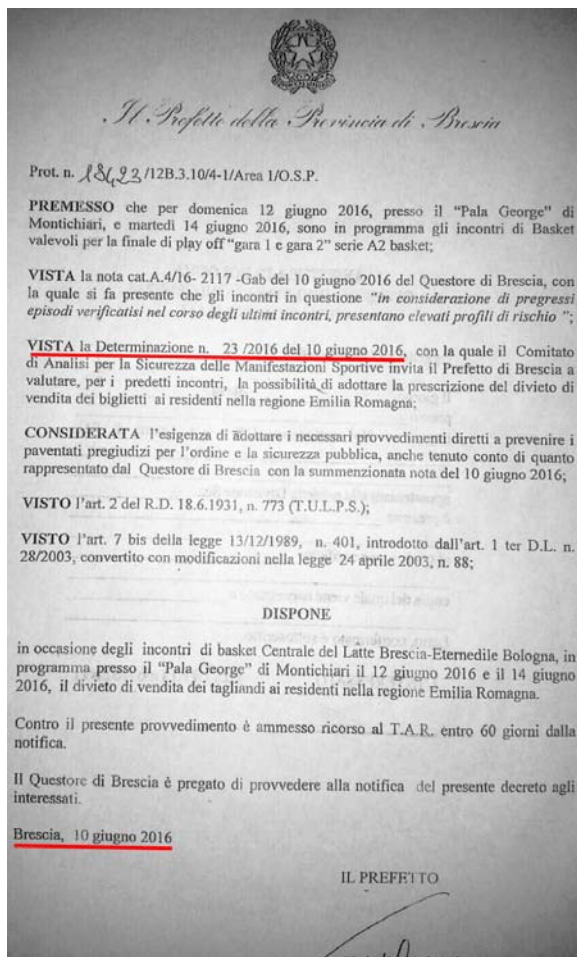 Il Prefetto della Provincia di Brescia
Prot. n. /12B.3.10/4-1/Area 1/O.S.P.
PREMESSO che per domenica 12 giugno 2016, presso il “Pala George” di
Montichiari, e martedì 14 giugno 2016, sono in programma gli incontri di Basket
valevoli per la finale di play off “gara 1 e gara 2” serie A2 basket;
VISTA la nota cat.A.4/16- 2117 -Gab del 10 giugno 2016 del Questore di Brescia, con
la quale si fa presente che gli incontri in questione “in considerazione di pregressi
episodi verificatisi nel corso degli ultimi incontri, presentano elevati profili di rischio ”;
VISTA la Determinazione n. 23 /2016 del 10 giugno 2016, con la quale il Comitato
di Analisi per la Sicurezza delle Manifestazioni Sportive invita il Prefetto di Brescia a
valutare, per i predetti incontri, la possibilità di adottare la prescrizione del divieto di
vendita dei biglietti ai residenti nella regione Emilia Romagna;
CONSIDERATA l’esigenza di adottare i necessari provvedimenti diretti a prevenire i
paventati pregiudizi per l’ordine e la sicurezza pubblica, anche tenuto conto di quanto
rappresentato dal Questore di Brescia con la summenzionata nota del 10 giugno 2016;
VISTO l’art. 2 del R.D. 18.6.1931, n. 773 (T.U.L.P.S.);
VISTO l’art. 7 bis della legge 13/12/1989, n. 401, introdotto dall’art. 1 ter D.L. n.
28/2003, convertito con modificazioni nella legge 24 aprile 2003, n. 88;
DISPONE
in occasione degli incontri di basket Centrale del Latte Brescia-Eternedile Bologna, in
programma presso il “Pala George” di Montichiari il 12 giugno 2016 e il 14 giugno
2016, il divieto di vendita dei tagliandi ai residenti nella regione Emilia Romagna.
Contro il presente provvedimento è ammesso ricorso al T.A.R. entro 60 giorni dalla
notifica.
Il Questore di Brescia è pregato di provvedere alla notifica del presente decreto agli
interessati.
Brescia, 10 giugno 2016
IL PREFETTO